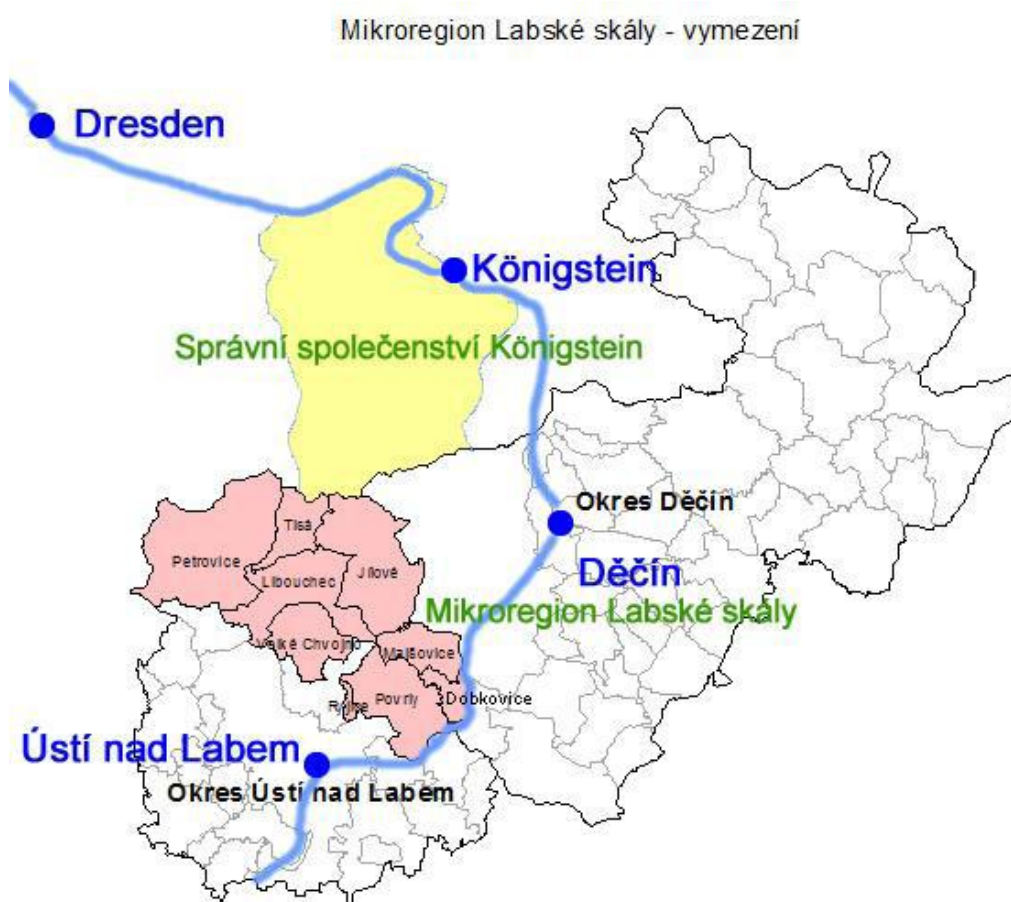 Mikroregion Labské skály - vymezení
Dresden
Königstein
Správní společenství Königstein
Okres Děčín
Tisá
Petrovice
Libouchec
Jílové
Děčín
Mikroregion Labské skály
Velké Chvojno
Malšovice
Povrly
Dobkovice
Ústí nad Labem
Okres Ústí nad Labem